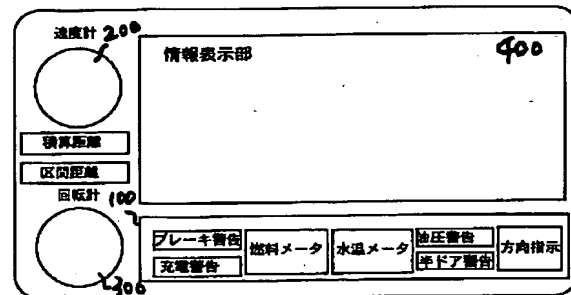 速度計 200
情報表示部 400
積算距離
区間距離
回転計 100
ブレーキ警告
充電警告
燃料メータ
水温メータ
油圧警告
半ドア警告
方向指示
300